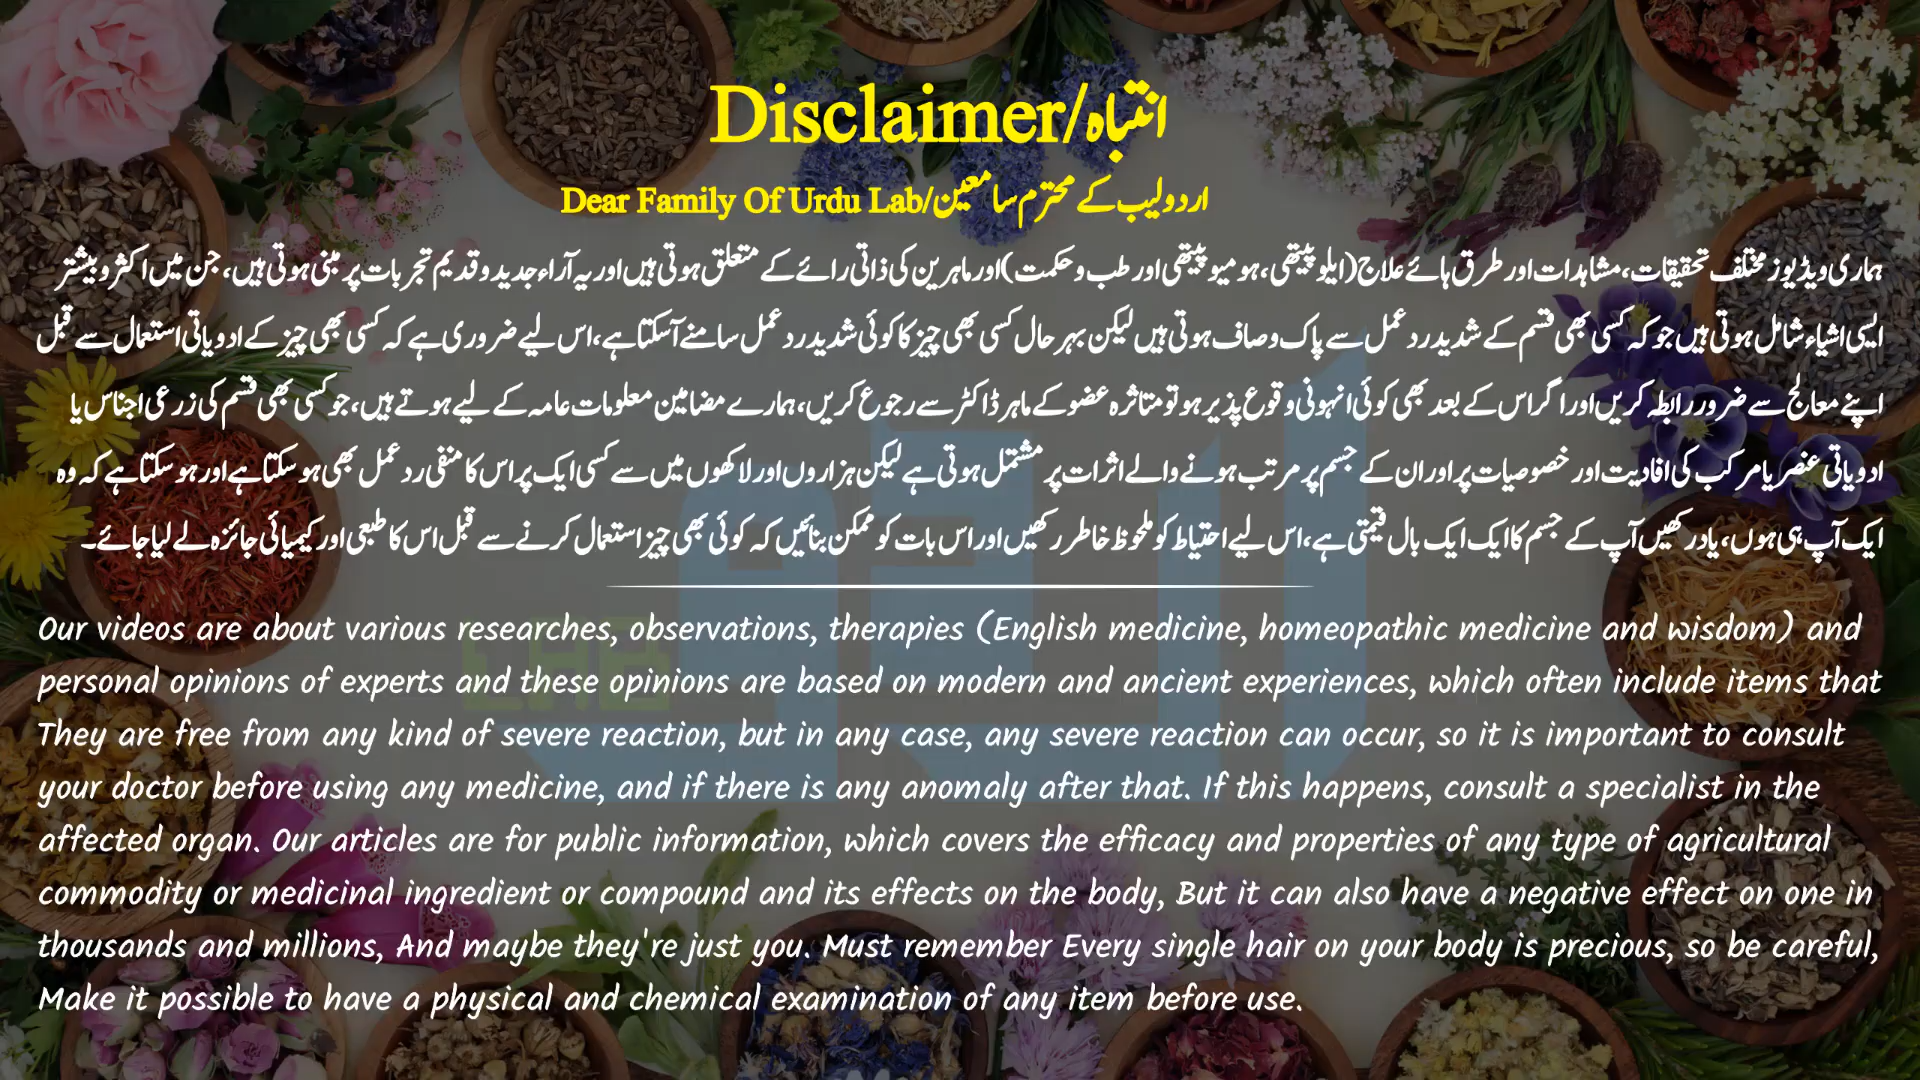 Disclaimer/انتباہ
Dear Family Of Urdu Lab/اردولیب کے محترم سامعین
ہماری ویڈیوز مختلف تحقیقات، مشاہدات اور طرق ہائے علاج(ایلوپیتھی، ہومیوپیتھی اور طب و حکمت) اور ماہرین کی ذاتی رائے کے متعلق ہوتی ہیں اور یہ آراء جدید و قدیم تجربات پر مبنی ہوتی ہیں، جن میں اکثر و بیشتر
ایسی اشیاء شامل ہوتی ہیں جو کہ کسی بھی قسم کے شدید رد عمل سے پاک و صاف ہوتی ہیں لیکن بہر حال کسی بھی چیز کا کوئی شدید رد عمل سامنے آسکتا ہے، اس لیے ضروری ہے کہ کسی بھی چیز کے ادویاتی استعمال سے قبل
اپنے معالج سے ضرور رابطہ کریں اور اگر اس کے بعد بھی کوئی انہونی وقوع پذیر ہو تو متاثرہ عضو کے ماہر ڈاکٹر سے رجوع کریں، ہمارے مضامین معلومات عامہ کے لیے ہوتے ہیں، جو کسی بھی قسم کی زرعی اجناس یا
ادویاتی عنصر یا مرکب کی افادیت اور خصوصیات پر اور ان کے جسم پر مرتب ہونے والے اثرات پر مشتمل ہوتی ہے لیکن ہزاروں اور لاکھوں میں سے کسی ایک پر اس کا منفی رد عمل بھی ہو سکتا ہے اور ہو سکتا ہے کہ وہ
ایک آپ ہی ہوں، یاد رکھیں آپ کے جسم کا ایک ایک بال قیمتی ہے، اس لیے احتیاط کو ملحوظ خاطر رکھیں اور اس بات کو ممکن بنائیں کہ کوئی بھی چیز استعمال کرنے سے قبل اس کا طبعی اور کیمیائی جائزہ لے لیا جائے۔
Our videos are about various researches, observations, therapies (English medicine, homeopathic medicine and wisdom) and
personal opinions of experts and these opinions are based on modern and ancient experiences, which often include items that
They are free from any kind of severe reaction, but in any case, any severe reaction can occur, so it is important to consult
your doctor before using any medicine, and if there is any anomaly after that. If this happens, consult a specialist in the
affected organ. Our articles are for public information, which covers the efficacy and properties of any type of agricultural
commodity or medicinal ingredient or compound and its effects on the body, But it can also have a negative effect on one in
thousands and millions, And maybe they're just you. Must remember Every single hair on your body is precious, so be careful,
Make it possible to have a physical and chemical examination of any item before use.
اردو
LAB